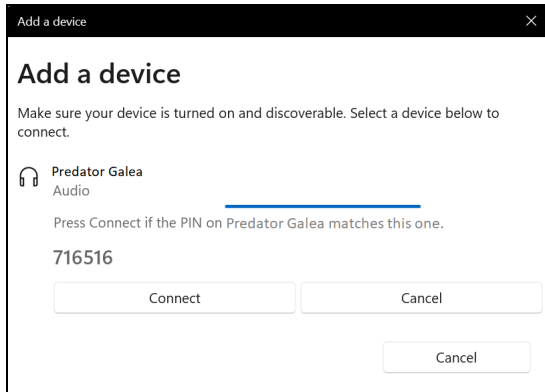 Add a device
Add a device
Make sure your device is turned on and discoverable. Select a device below to
connect.
Predator Galea
Audio
Press Connect if the PIN on Predator Galea matches this one.
716516
Connect Cancel
Cancel